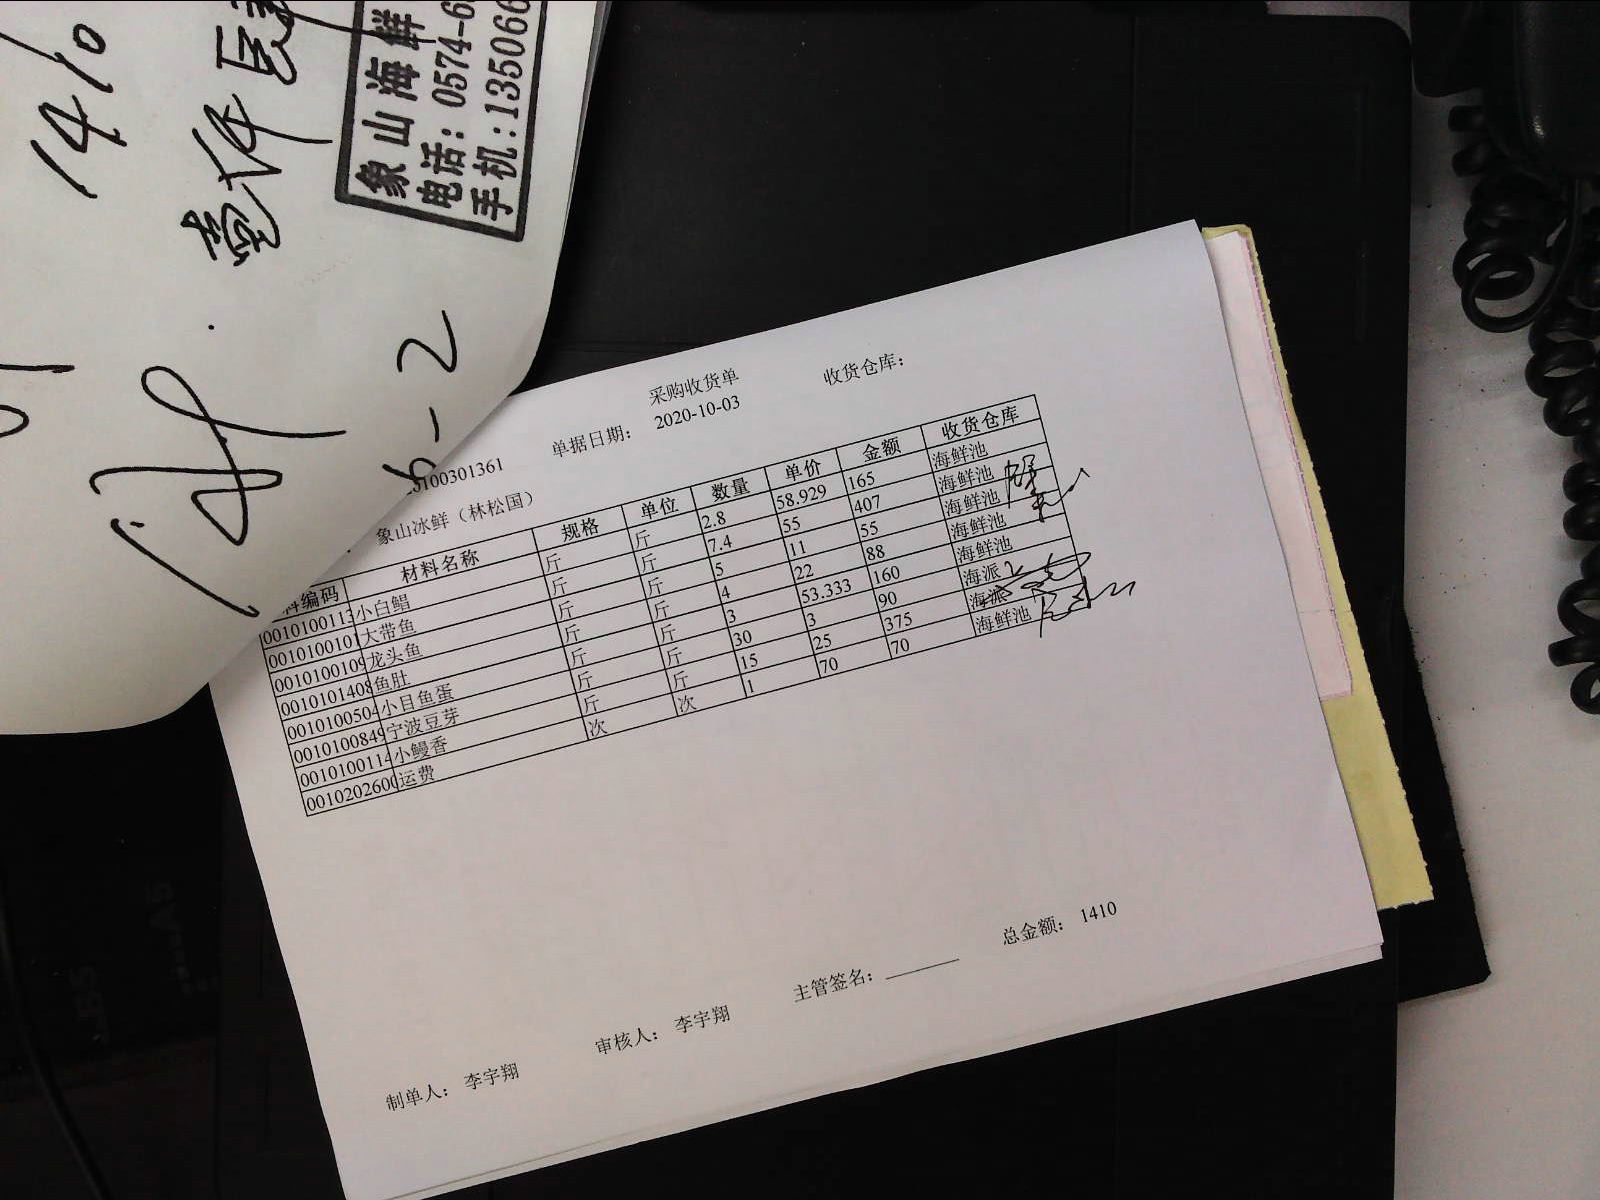 1410
象山海鲜
电话：0574-6
手机：135066
6-2
采购收货单
收货仓库：
20100301361 单据日期： 2020-10-03
象山冰鲜（林松国）
料编码 材料名称 规格 单位 数量 单价 金额 收货仓库
0010100113 小白鲳 斤 斤 2.8 58.929 165 海鲜池
0010100101 大带鱼 斤 斤 7.4 55 407 海鲜池
0010100109 龙头鱼 斤 斤 5 11 55 海鲜池
0010101408 鱼肚 斤 斤 4 22 88 海鲜池
0010100504 小目鱼蛋 斤 斤 3 53.333 160 海鲜池
0010100849 宁波豆芽 斤 斤 30 3 90 海派
0010100114 小鳗香 斤 斤 15 25 375 海派
0010202600 运费 次 次 1 70 70 海鲜池
制单人： 李宇翔 审核人： 李宇翔 主管签名： 总金额： 1410